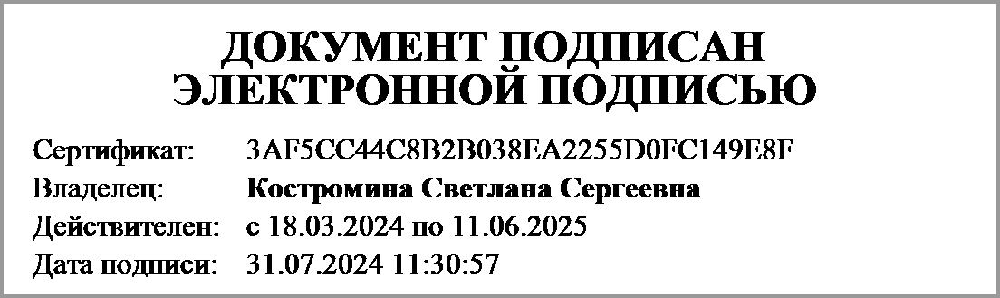 ДОКУМЕНТ ПОДПИСАН
ЭЛЕКТРОННОЙ ПОДПИСЬЮ
Сертификат: 3AF5CC44C8B2B038EA2255D0FC149E8F
Владелец: Костромина Светлана Сергеевна
Действителен: с 18.03.2024 по 11.06.2025
Дата подписи: 31.07.2024 11:30:57